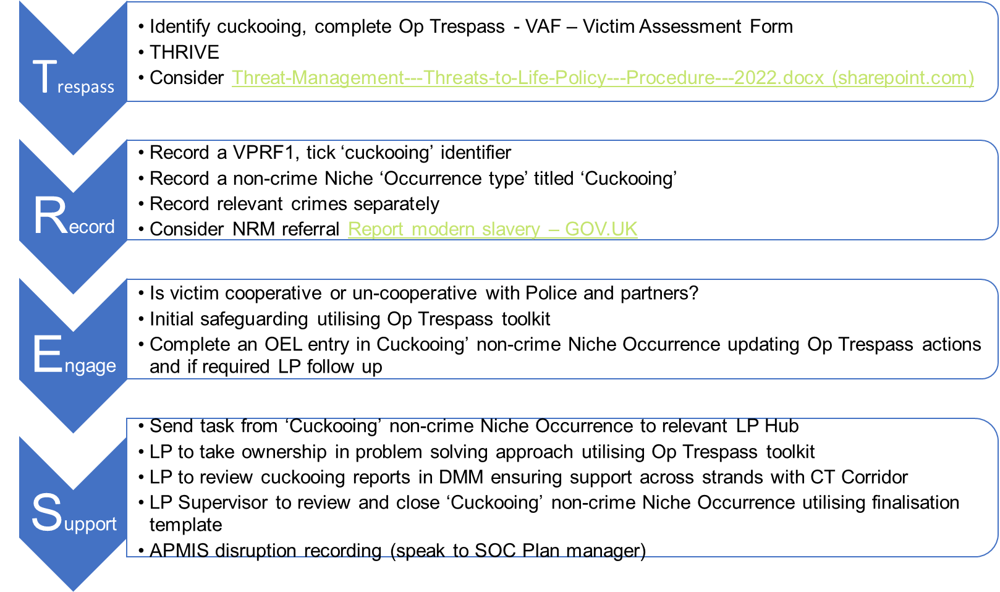 Trespass
• Identify cuckooing, complete Op Trespass - VAF – Victim Assessment Form
• THRIVE
• Consider Threat-Management---Threats-to-Life-Policy---Procedure---2022.docx (sharepoint.com)
Record
• Record a VPRF1, tick ‘cuckooing’ identifier
• Record a non-crime Niche ‘Occurrence type’ titled ‘Cuckooing’
• Record relevant crimes separately
• Consider NRM referral Report modern slavery – GOV.UK
Engage
• Is victim cooperative or un-cooperative with Police and partners?
• Initial safeguarding utilising Op Trespass toolkit
• Complete an OEL entry in Cuckooing’ non-crime Niche Occurrence updating Op Trespass actions
and if required LP follow up
Support
• Send task from ‘Cuckooing’ non-crime Niche Occurrence to relevant LP Hub
• LP to take ownership in problem solving approach utilising Op Trespass toolkit
• LP to review cuckooing reports in DMM ensuring support across strands with CT Corridor
• LP Supervisor to review and close ‘Cuckooing’ non-crime Niche Occurrence utilising finalisation
template
• APMIS disruption recording (speak to SOC Plan manager)